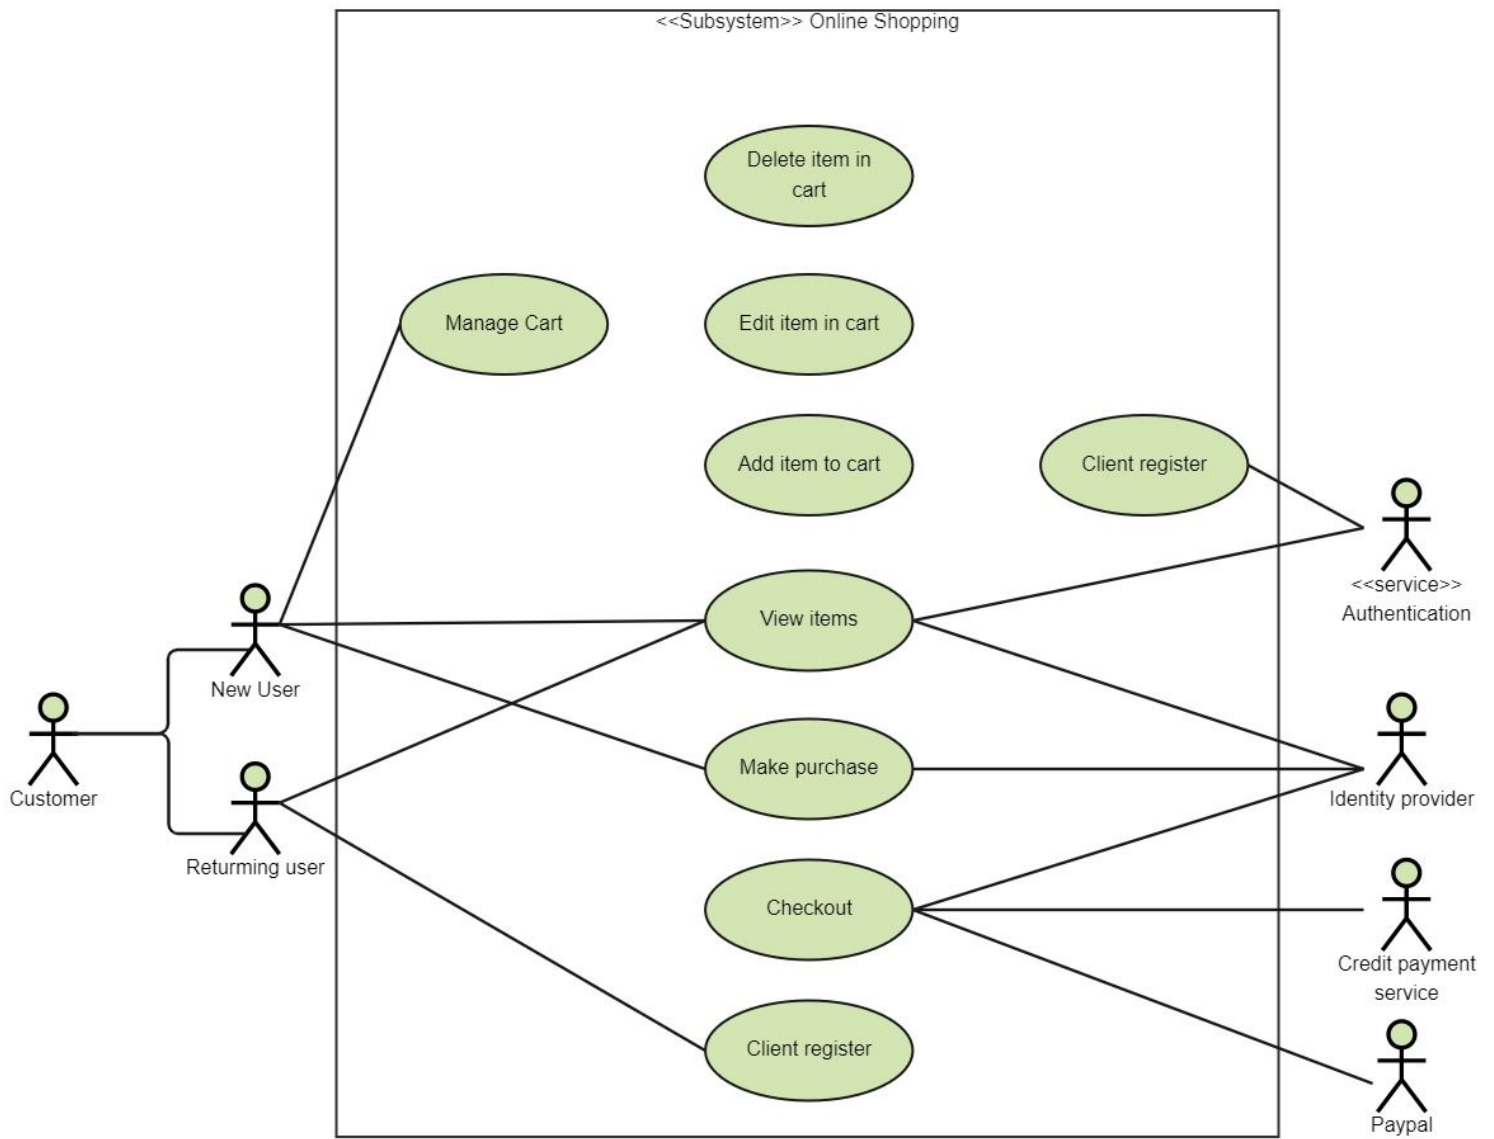 <<Subsystem>> Online Shopping
Delete item in
cart
Manage Cart
Edit item in cart
Add item to cart
Client register
<<service>>
Authentication
View items
New User
Make purchase
Identity provider
Customer
Returming user
Checkout
Credit payment
service
Client register
Paypal